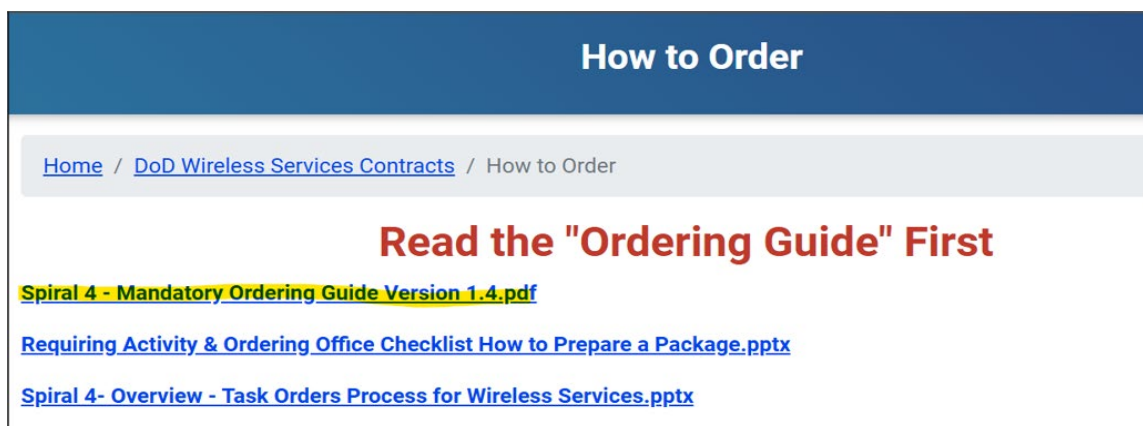 How to Order
Home / DoD Wireless Services Contracts / How to Order
Read the "Ordering Guide" First
Spiral 4 - Mandatory Ordering Guide Version 1.4.pdf
Requiring Activity & Ordering Office Checklist How to Prepare a Package.pptx
Spiral 4- Overview - Task Orders Process for Wireless Services.pptx